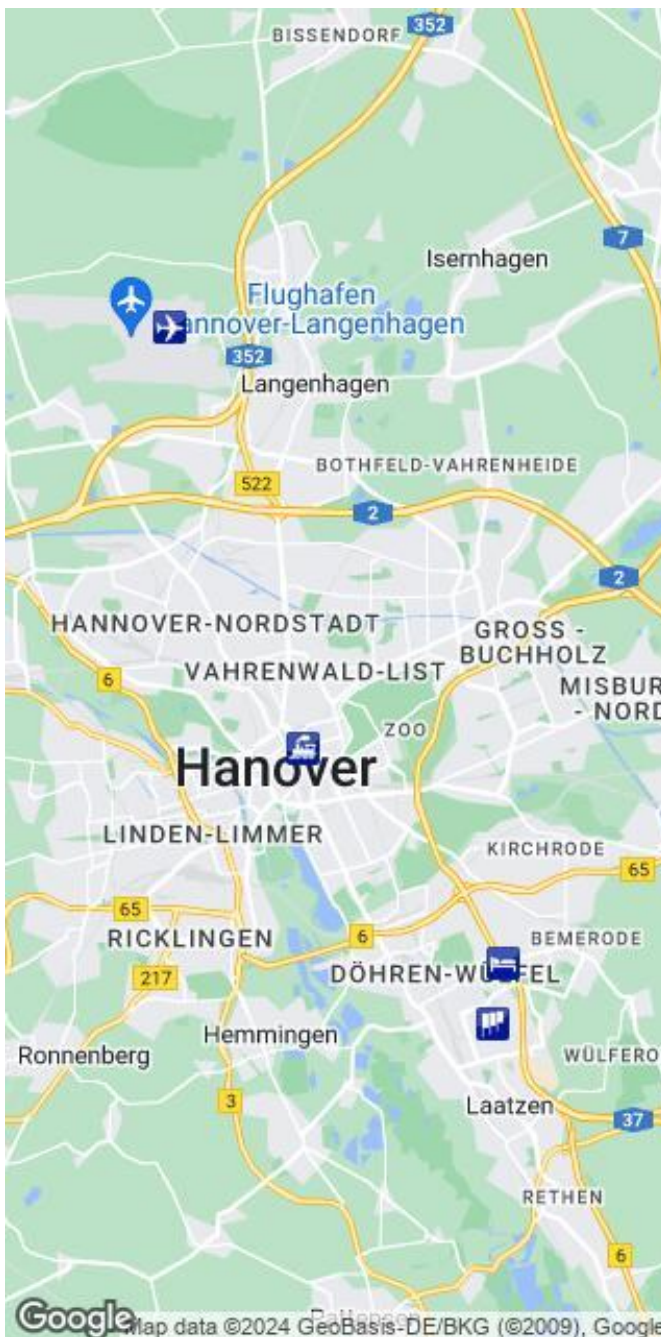 352
BISSENDORF
7
Isernhagen
Flughafen
annover-Langenhagen
352
Langenhagen
BOTHFELD-VAHRENHEIDE
522
2
2
HANNOVER-NORDSTADT
GROSS -
BUCHHOLZ
VAHRENWALD-LIST
6
MISBUR
- NORD
ZOO
Hanover
LINDEN-LIMMER
KIRCHRODE
65
65
6
RICKLINGEN
BEMERODE
217
DÖHREN-WÜLFEL
Hemmingen
Ronnenberg
WÜLFERO
3
Laatzen
37
RETHEN
6
Google
Map data ©2024 GeoBasis-DE/BKG (©2009), Google